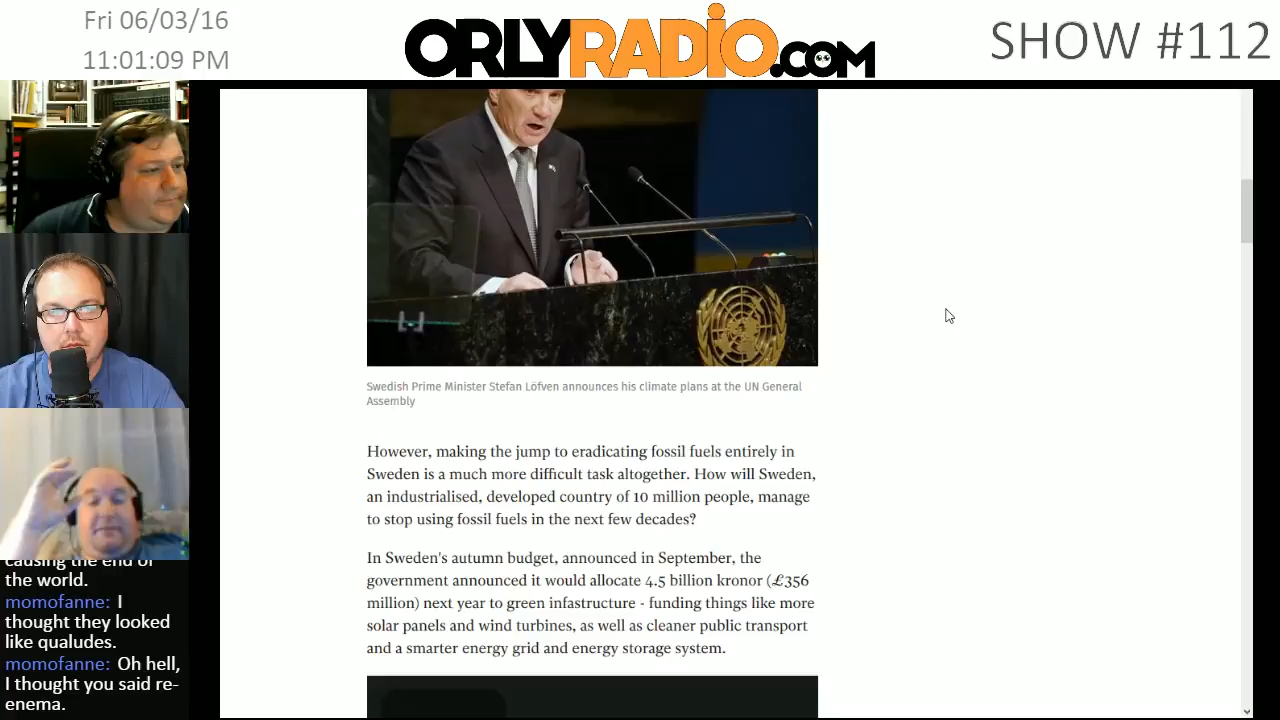 Fri 06/03/16
11:01:09 PM
ORLYRADIO.COM
SHOW #112
Swedish Prime Minister Stefan Löfven announces his climate plans at the UN General
Assembly
However, making the jump to eradicating fossil fuels entirely in
Sweden is a much more difficult task altogether. How will Sweden,
an industrialised, developed country of 10 million people, manage
to stop using fossil fuels in the next few decades?
In Sweden's autumn budget, announced in September, the
government announced it would allocate 4.5 billion kronor (£356
million) next year to green infastructure - funding things like more
solar panels and wind turbines, as well as cleaner public transport
and a smarter energy grid and energy storage system.
causing the end of
the world.
momofanne: I
thought they looked
like qualudes.
momofanne: Oh hell,
I thought you said re-
enema.